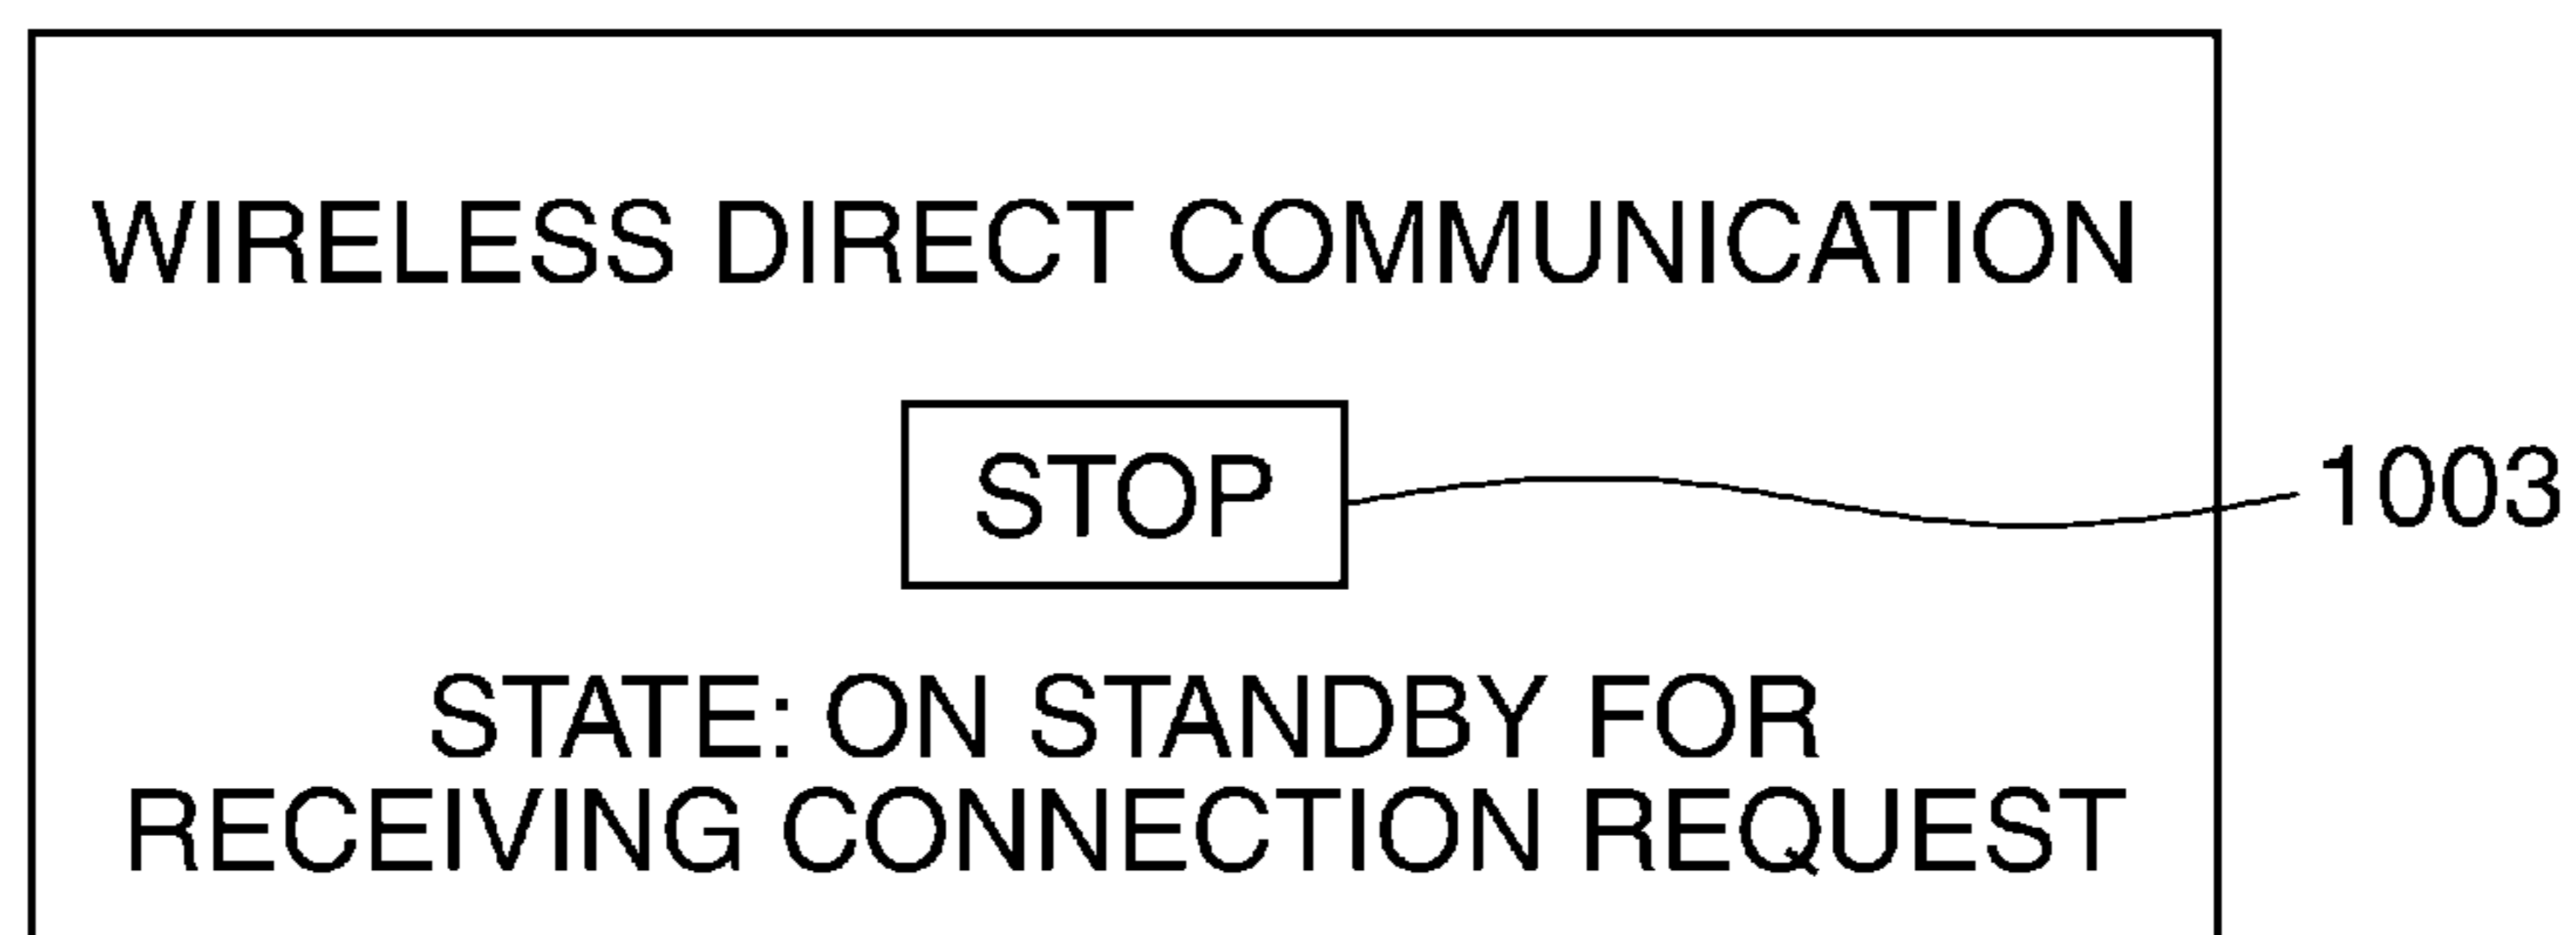 WIRELESS DIRECT COMMUNICATION
STOP
1003
STATE: ON STANDBY FOR
RECEIVING CONNECTION REQUEST